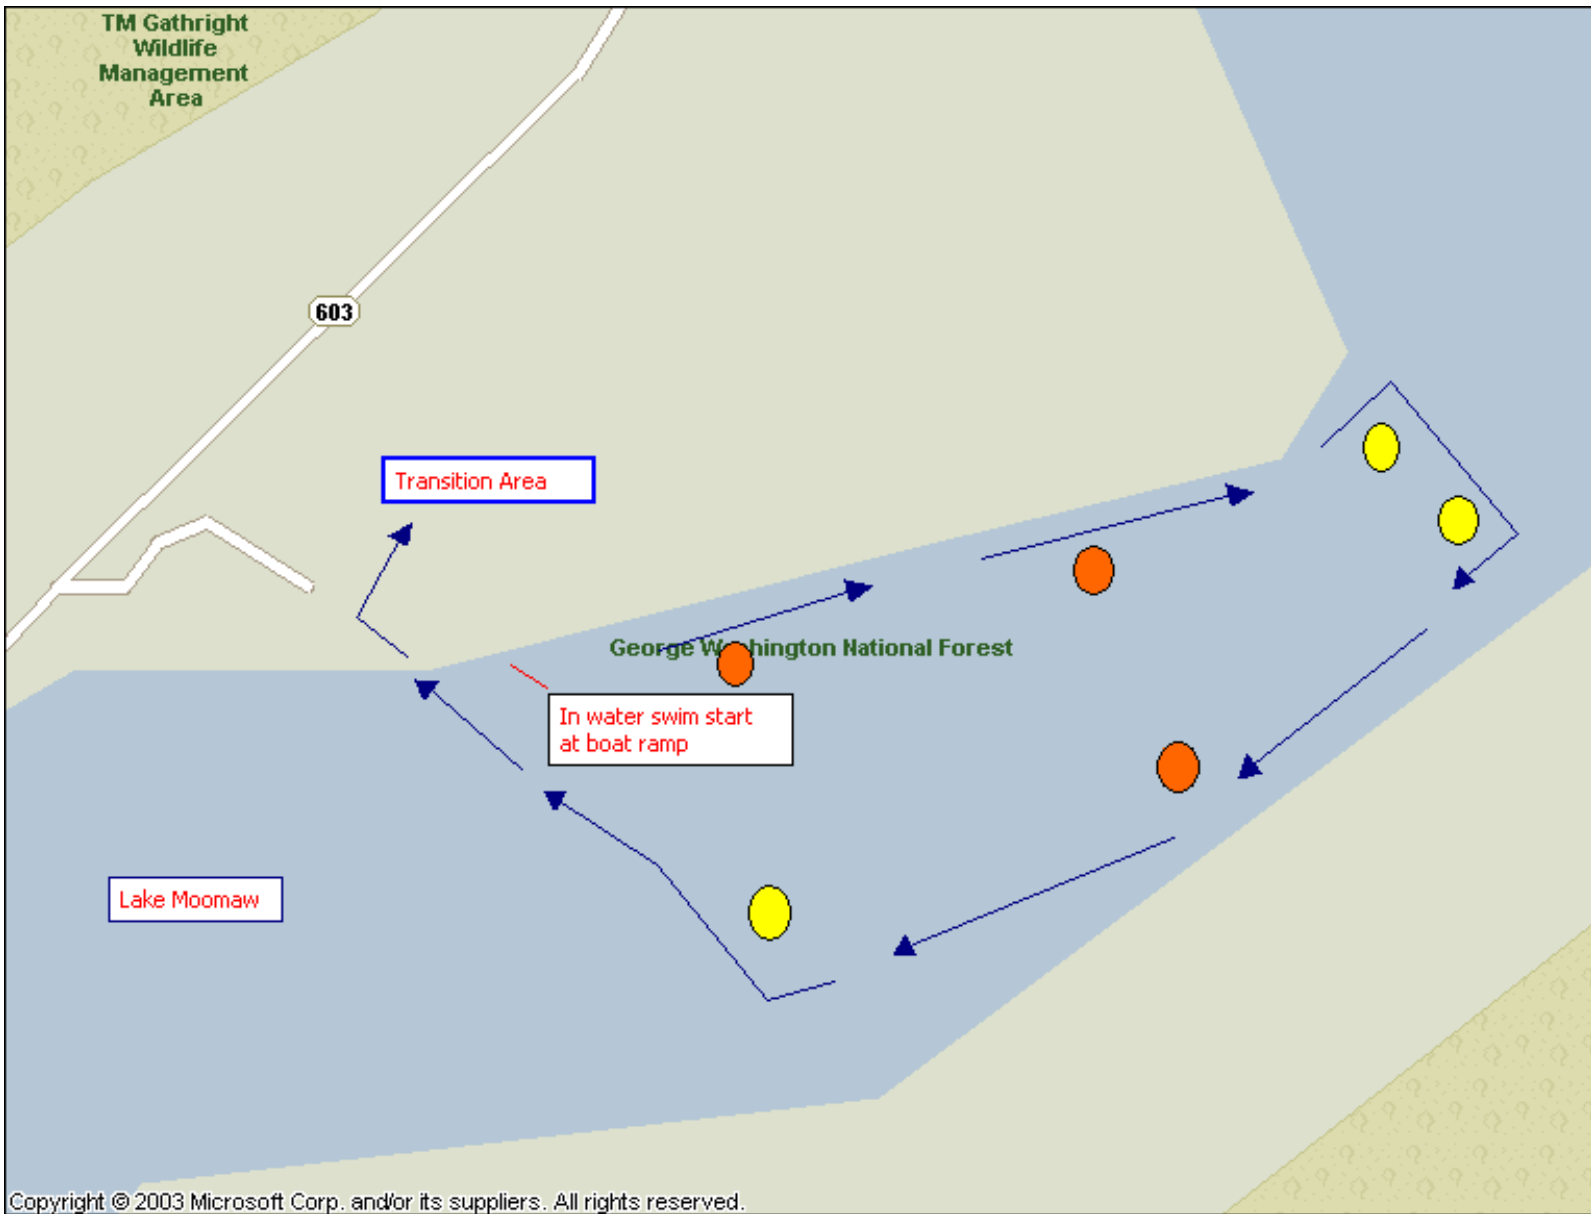 TM Gathright
Wildlife
Management
Area
603
Transition Area
George Washington National Forest
In water swim start
at boat ramp
Lake Moomaw
Copyright © 2003 Microsoft Corp. and/or its suppliers. All rights reserved.